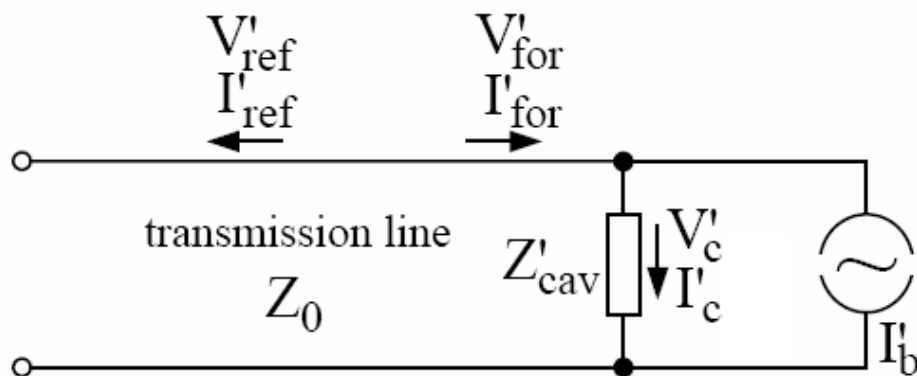 V'ref V'for
I'ref I'for
transmission line
Z0
Z'cav
V'c
I'c
I'b